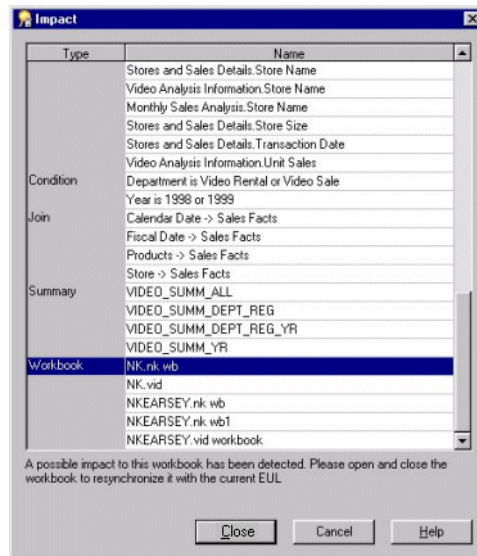 Impact
Type Name
Stores and Sales Details.Store Name
Video Analysis Information.Store Name
Monthly Sales Analysis.Store Name
Stores and Sales Details.Store Size
Stores and Sales Details.Transaction Date
Video Analysis Information.Unit Sales
Condition Department is Video Rental or Video Sale
Year is 1998 or 1999
Join Calendar Date -> Sales Facts
Fiscal Date -> Sales Facts
Products -> Sales Facts
Store -> Sales Facts
Summary VIDEO_SUMM_ALL
VIDEO_SUMM_DEPT_REG
VIDEO_SUMM_DEPT_REG_YR
VIDEO_SUMM_YR
Workbook NK.nk wb
NK.vid
NKEARSEY.nk wb
NKEARSEY.nk wb1
NKEARSEY.vid workbook
A possible impact to this workbook has been detected. Please open and close the
workbook to resynchronize it with the current EUL
Close Cancel Help